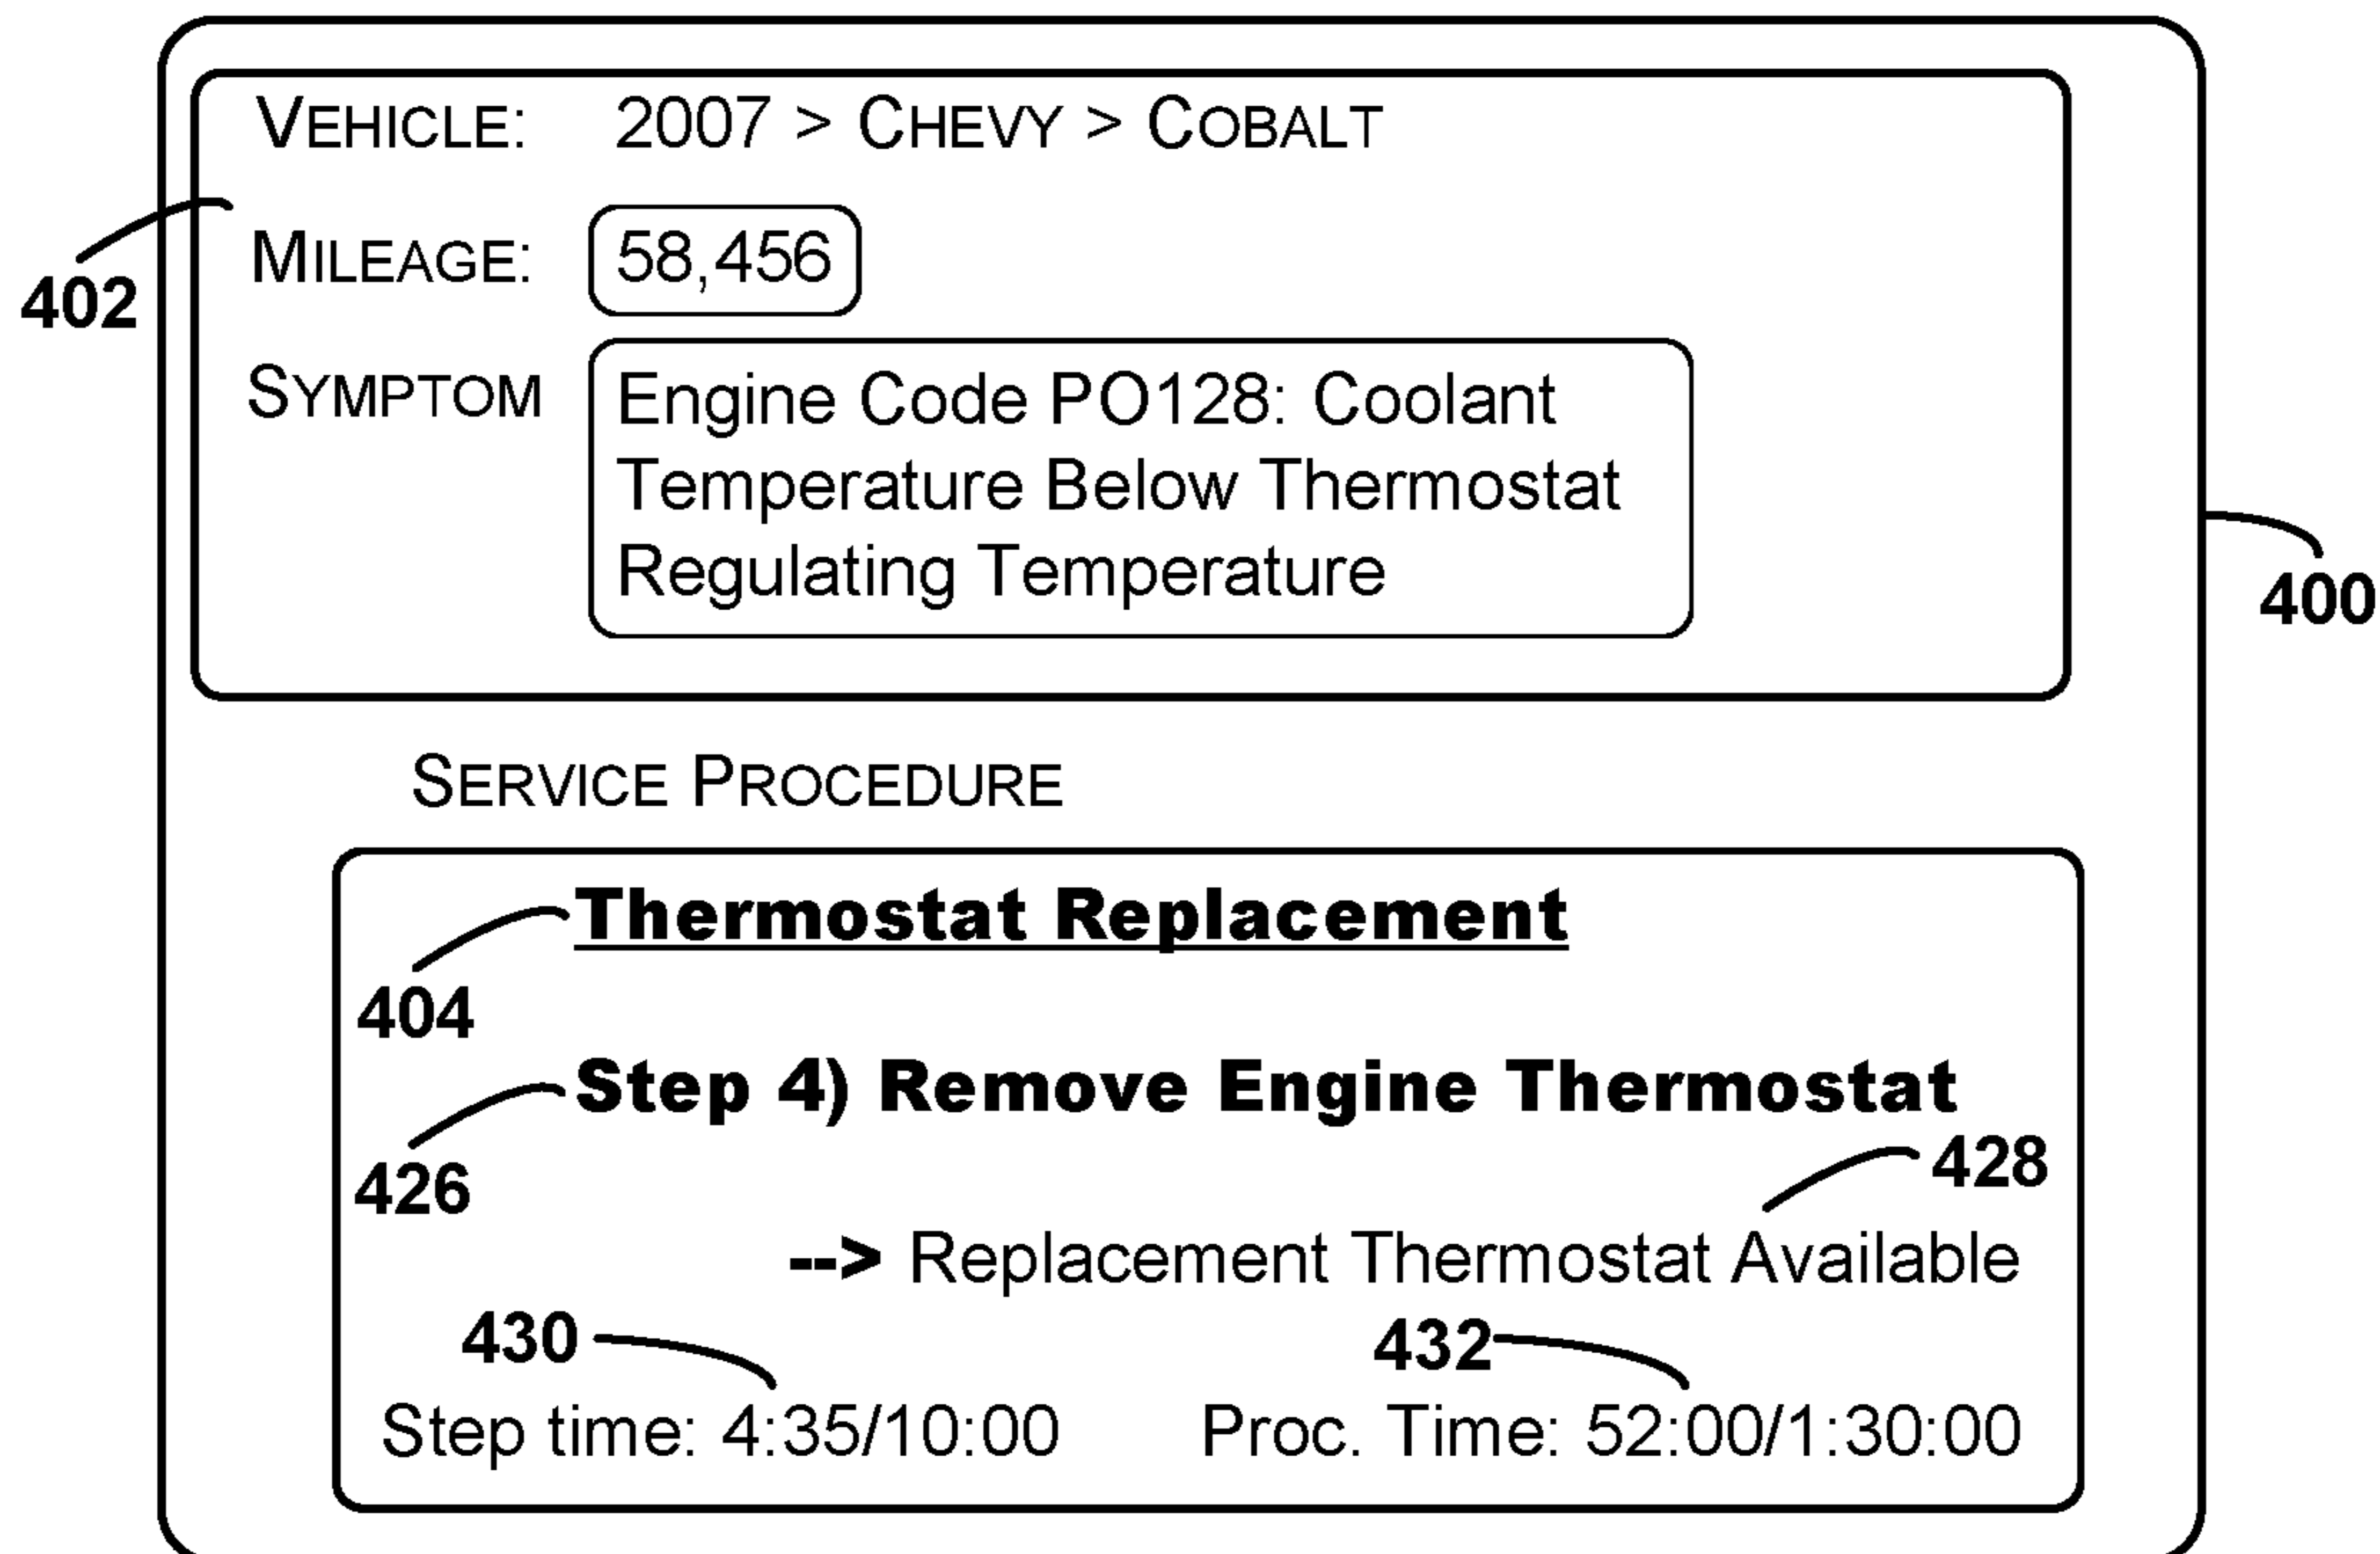 VEHICLE: 2007 > CHEVY > COBALT
MILEAGE: 58,456
402
SYMPTOM Engine Code PO128: Coolant
Temperature Below Thermostat
Regulating Temperature
400
SERVICE PROCEDURE
Thermostat Replacement
404
Step 4) Remove Engine Thermostat
426
428
--> Replacement Thermostat Available
430 432
Step time: 4:35/10:00 Proc. Time: 52:00/1:30:00